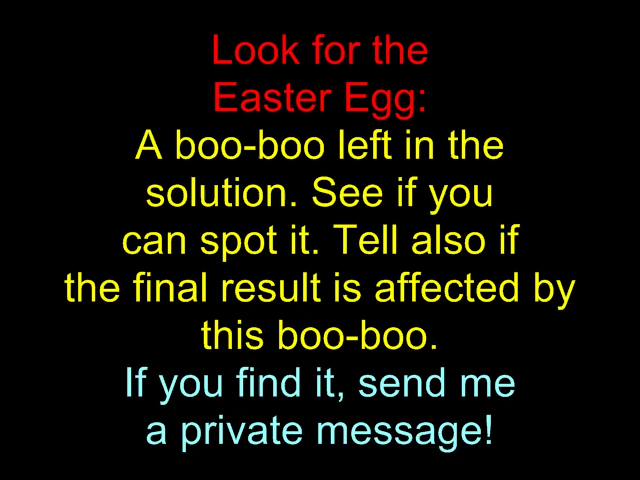 Look for the
Easter Egg:
A boo-boo left in the
solution. See if you
can spot it. Tell also if
the final result is affected by
this boo-boo.
If you find it, send me
a private message!